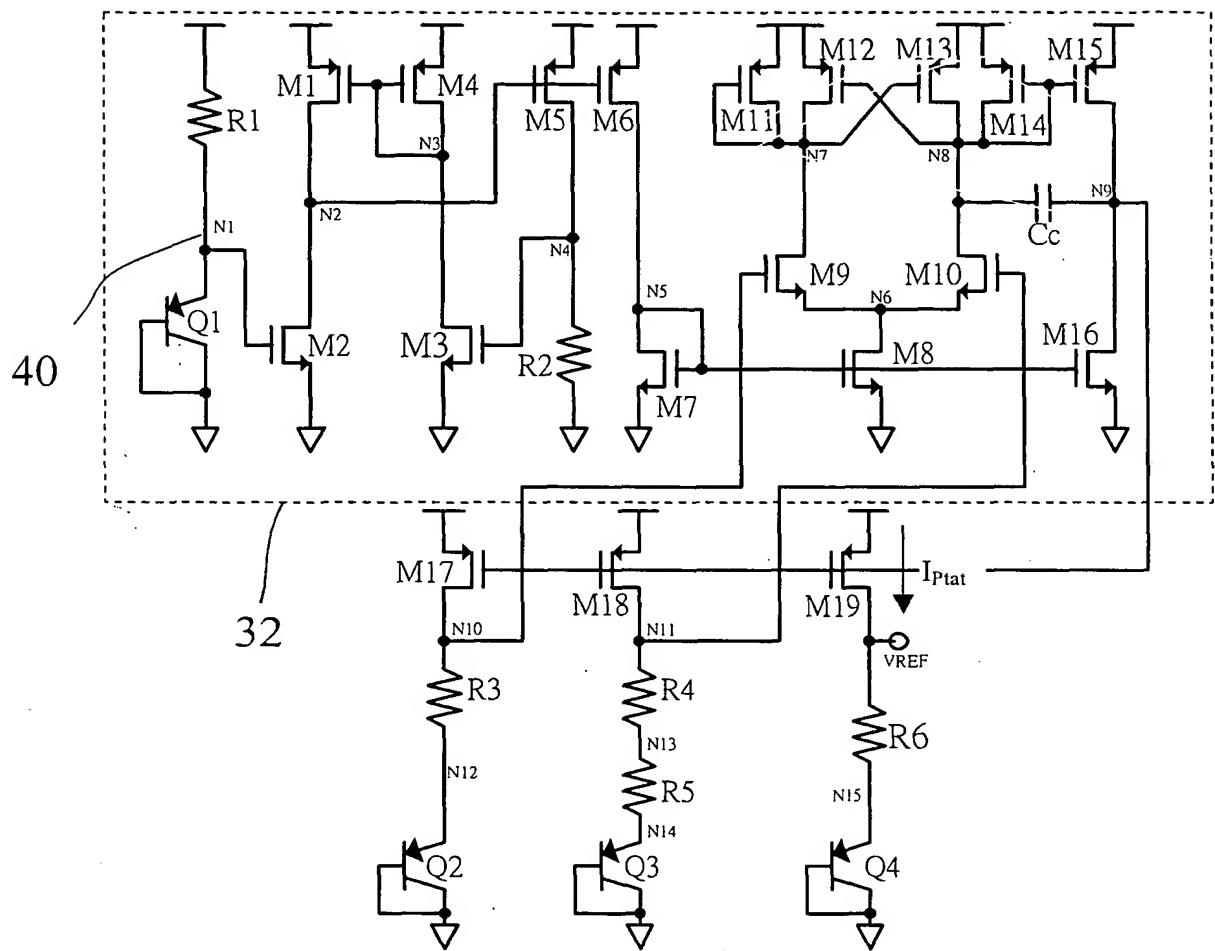 M12 M13 M15
M1 M4
R1 M5 M6 M11 M14
N3 N7 N8
N1 N2 N9
N4 Cc
M9 M10
N5 N6
Q1 M2 M3 R2 M8 M16
40
M7
M17 I_Ptat
M18 M19
32 N10 N11
VREF
R3 R4
R6
N13
N12
R5 N15
N14
Q2 Q3 Q4